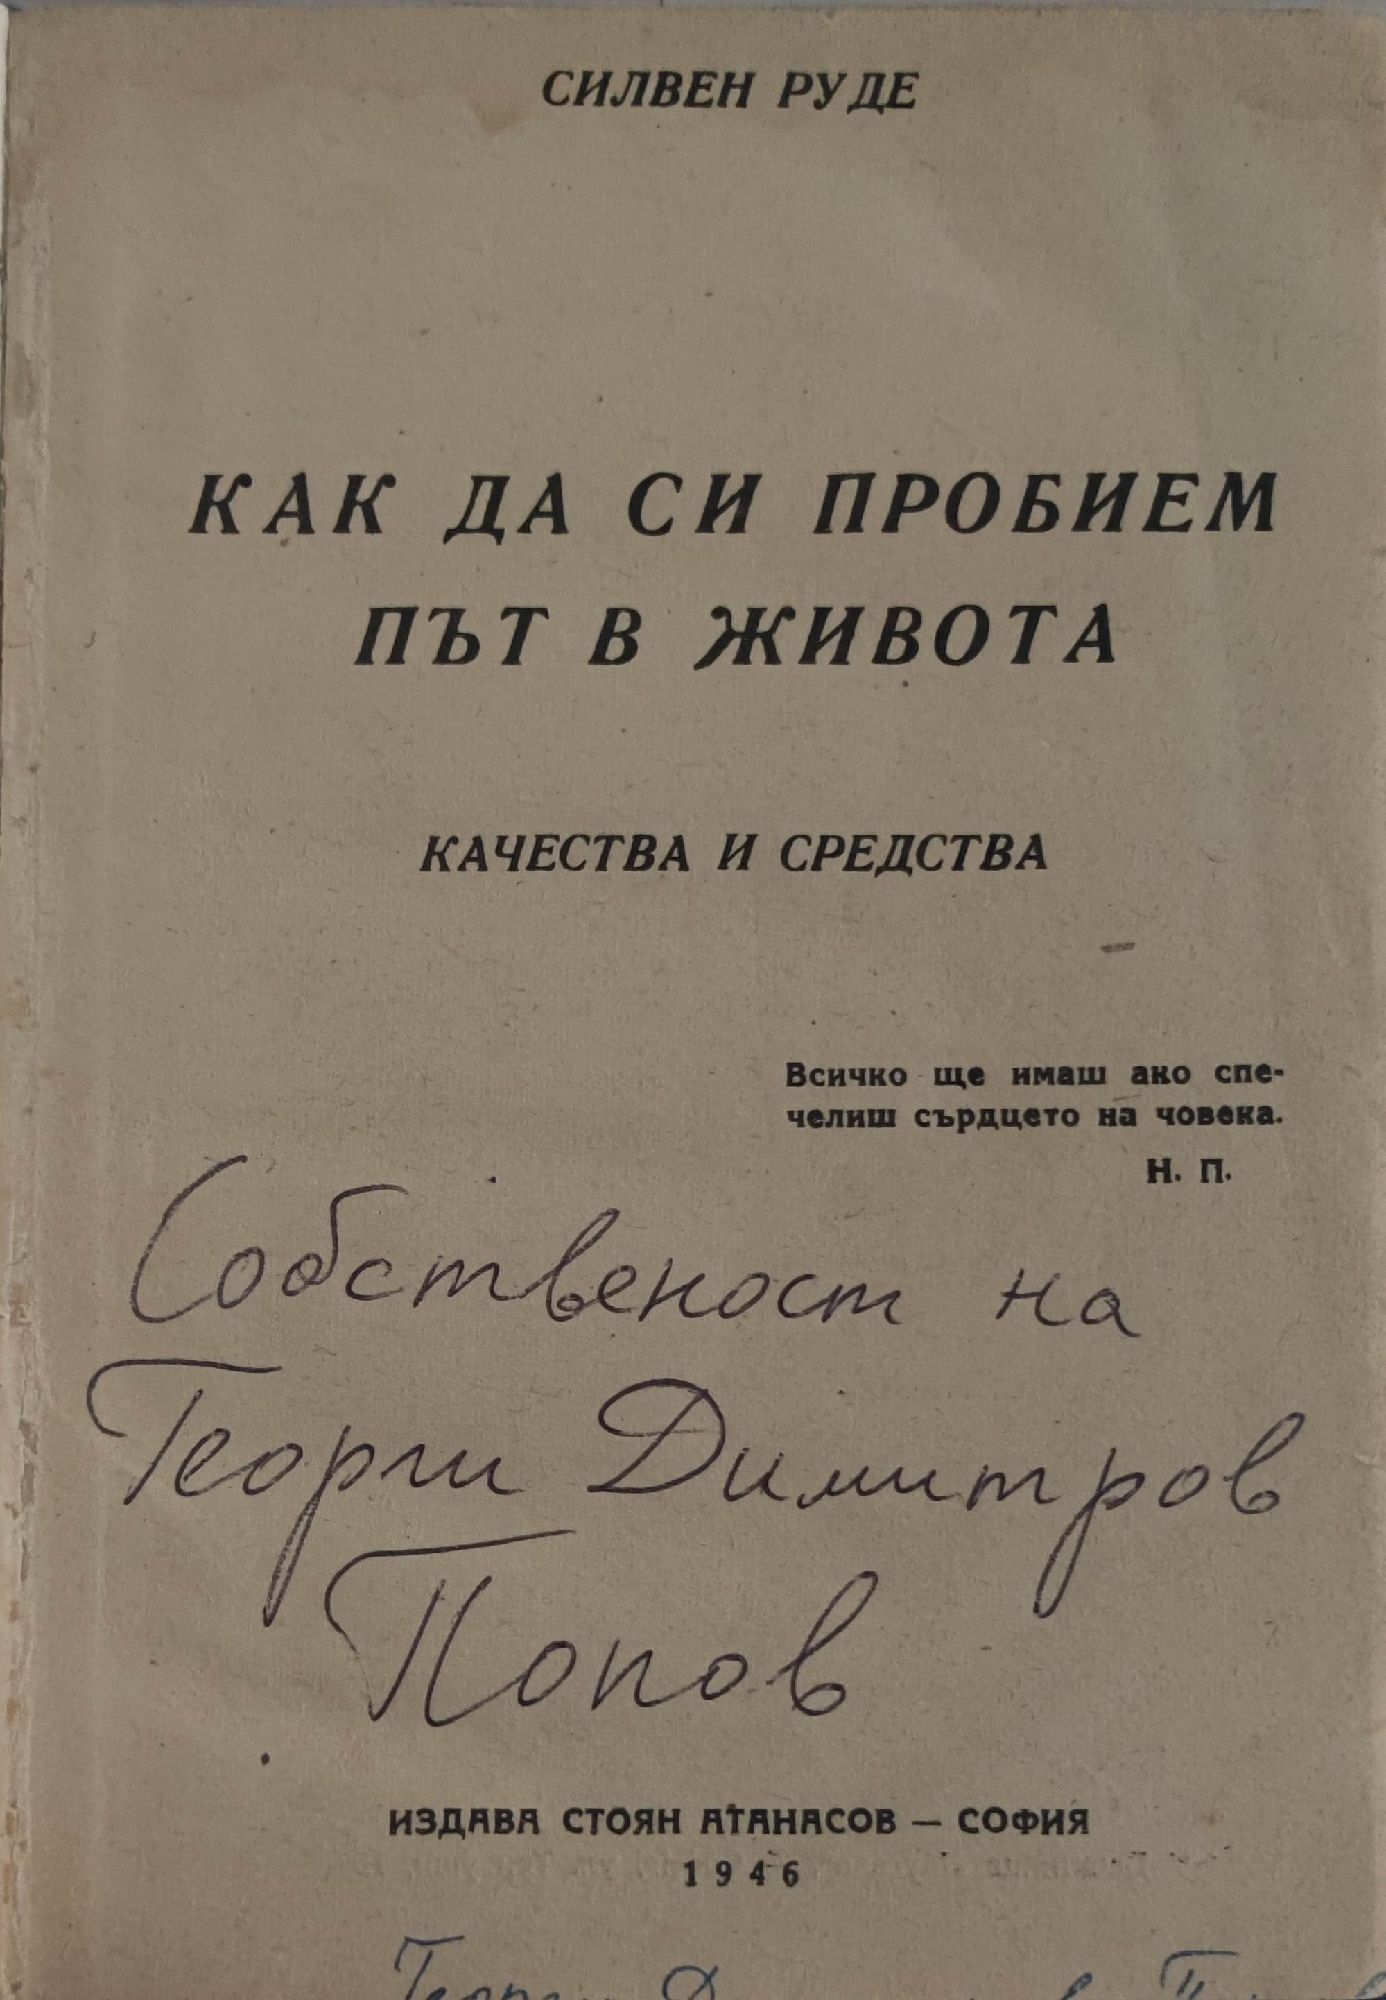 СИЛВЕН РУДЕ
КАК ДА СИ ПРОБИЕМ
ПЪТ В ЖИВОТА
КАЧЕСТВА И СРЕДСТВА
Всичко ще имаш ако спе-
челиш сърдцето на човека.
Н. П.
Собственост на
Георги Димитров
Попов
ИЗДАВА СТОЯН АТАНАСОВ — СОФИЯ
1946